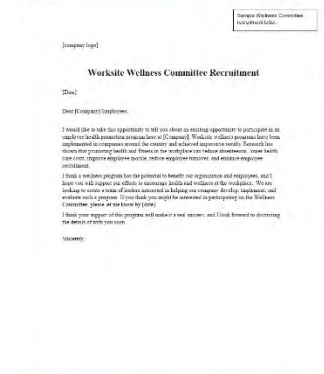 Sample Wellness Committee
recruitment letter.
[company logo]
Worksite Wellness Committee Recruitment
[Date]
Dear [Company] Employees,
I would like to take this opportunity to tell you about an exciting opportunity to participate in an
employee health promotion program here at [Company]. Worksite wellness programs have been
implemented in companies around the country and achieved impressive results. Research has
shown that promoting health and fitness in the workplace can reduce absenteeism, lower health
care costs, improve employee morale, reduce employee turnover, and enhance employee
recruitment.
I think a wellness program has the potential to benefit our organization and employees, and I
hope you will support our efforts to encourage health and wellness at the workplace. We are
looking to create a team of leaders interested in helping our company develop, implement, and
evaluate such a program. If you think you might be interested in participating on the Wellness
Committee, please let me know by [date].
I think your support of this program will make it a real success, and I look forward to discussing
the details of with you soon.
Sincerely,